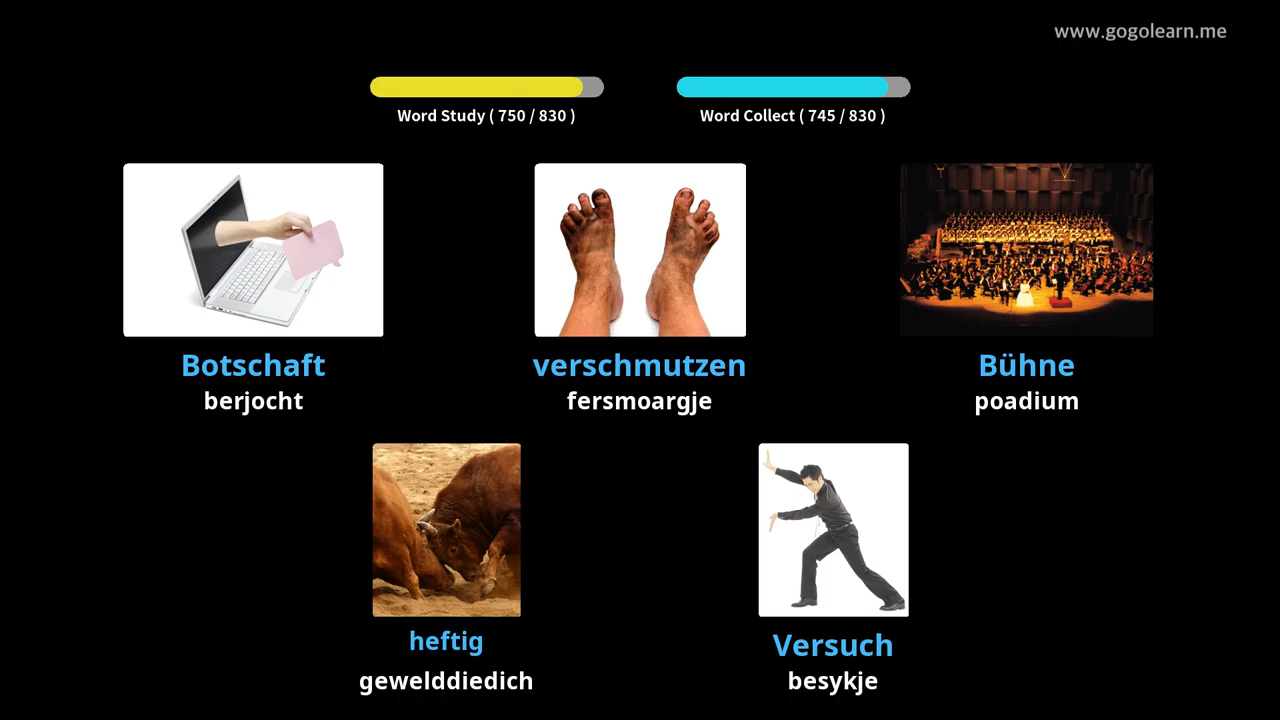 www.gogolearn.me
Word Study ( 750 / 830 )
Word Collect ( 745 / 830 )
Botschaft
berjocht
verschmutzen
fersmoargje
Bühne
poadium
heftig
gewelddiedich
Versuch
besykje